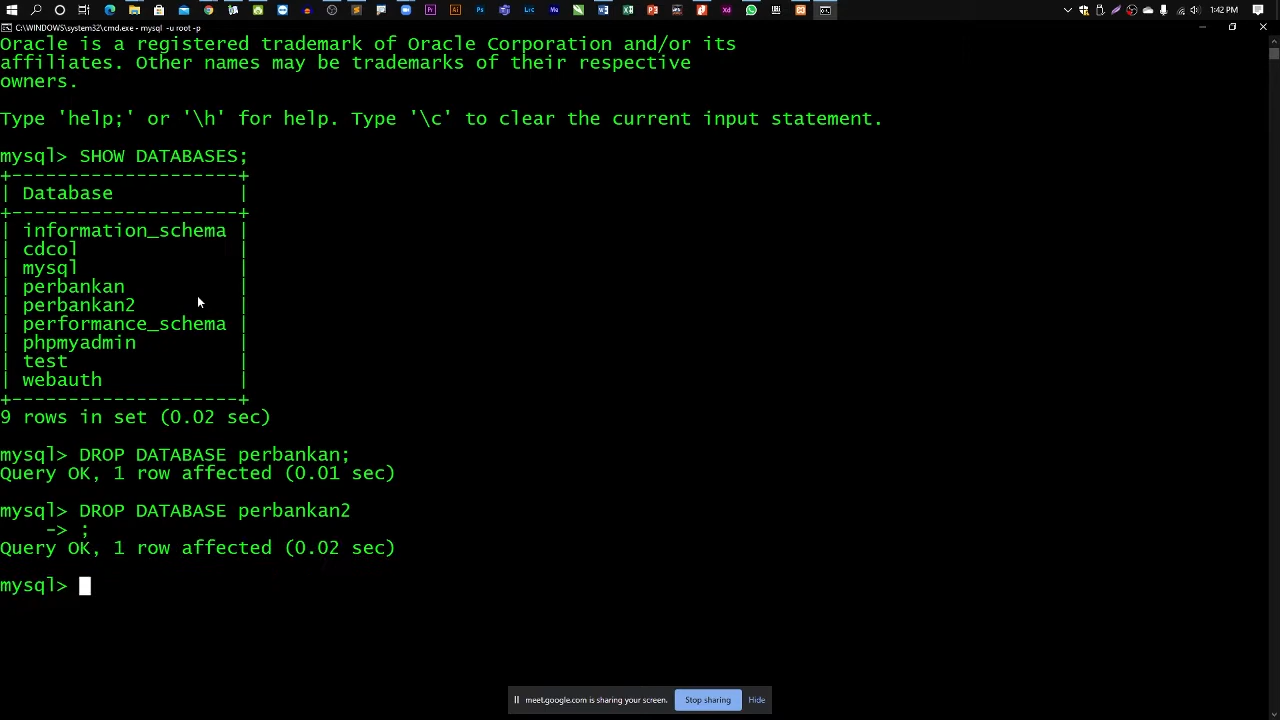 1:42 PM
C:\WINDOWS\system32\cmd.exe - mysql -u root -p
Oracle is a registered trademark of Oracle Corporation and/or its
affiliates. Other names may be trademarks of their respective
owners.
Type 'help;' or '\h' for help. Type '\c' to clear the current input statement.
mysql> SHOW DATABASES;
+--------------------+
| Database           |
+--------------------+
| information_schema |
| cdcol              |
| mysql              |
| perbankan          |
| perbankan2         |
| performance_schema |
| phpmyadmin         |
| test               |
| webauth            |
+--------------------+
9 rows in set (0.02 sec)
mysql> DROP DATABASE perbankan;
Query OK, 1 row affected (0.01 sec)
mysql> DROP DATABASE perbankan2
    -> ;
Query OK, 1 row affected (0.02 sec)
mysql>
meet.google.com is sharing your screen. Stop sharing Hide